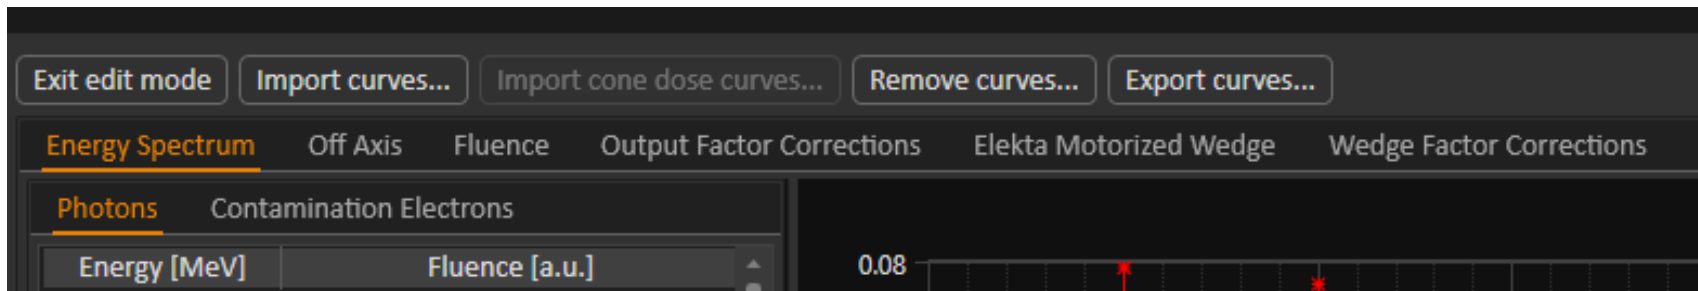 Exit edit mode Import curves... Import cone dose curves... Remove curves... Export curves...
Energy Spectrum Off Axis Fluence Output Factor Corrections Elekta Motorized Wedge Wedge Factor Corrections
Photons Contamination Electrons
Energy [MeV] Fluence [a.u.] 0.08